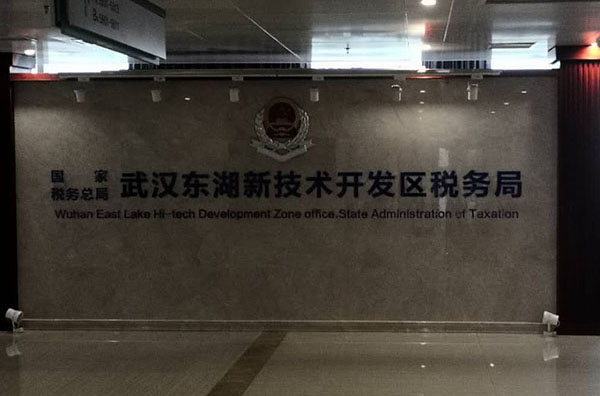 国家
税务总局
武汉东湖新技术开发区税务局
Wuhan East Lake Hi-tech Development Zone office.State Administration of Taxation